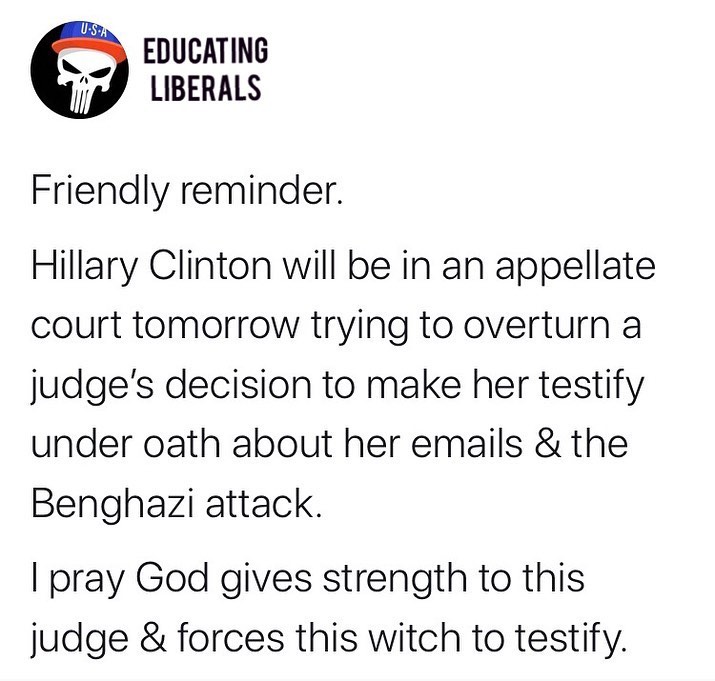 U·S·A
EDUCATING
LIBERALS
Friendly reminder.
Hillary Clinton will be in an appellate
court tomorrow trying to overturn a
judge’s decision to make her testify
under oath about her emails & the
Benghazi attack.
I pray God gives strength to this
judge & forces this witch to testify.